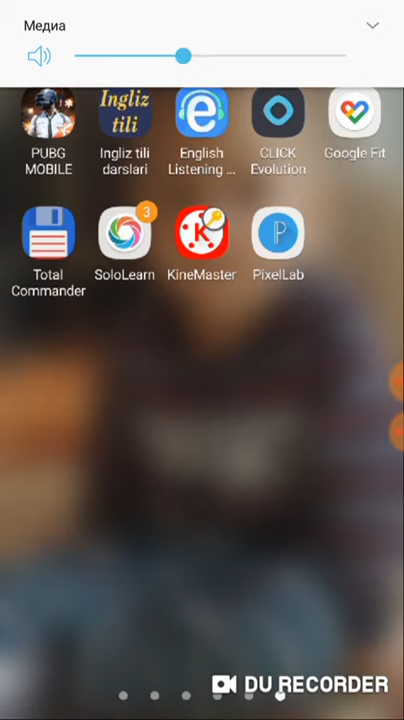 Медиа
Ingliz
tili
PUBG
MOBILE
Ingliz tili
darslari
English
Listening ...
CLICK
Evolution
Google Fit
3
Total
Commander
SoloLearn
K
KineMaster
P
PixelLab
DU RECORDER